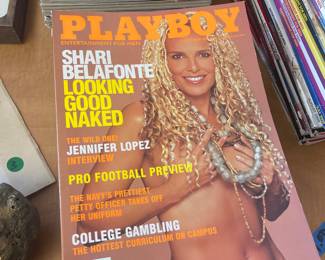 PLAYBOY
ENTERTAINMENT FOR MEN
SHARI
BELAFONTE
LOOKING
GOOD
NAKED
THE WILD ONE!
JENNIFER LOPEZ
INTERVIEW
PRO FOOTBALL PREVIEW
THE NAVY'S PRETTIEST
PETTY OFFICER TAKES OFF
HER UNIFORM
COLLEGE GAMBLING
THE HOTTEST CURRICULUM ON CAMPUS